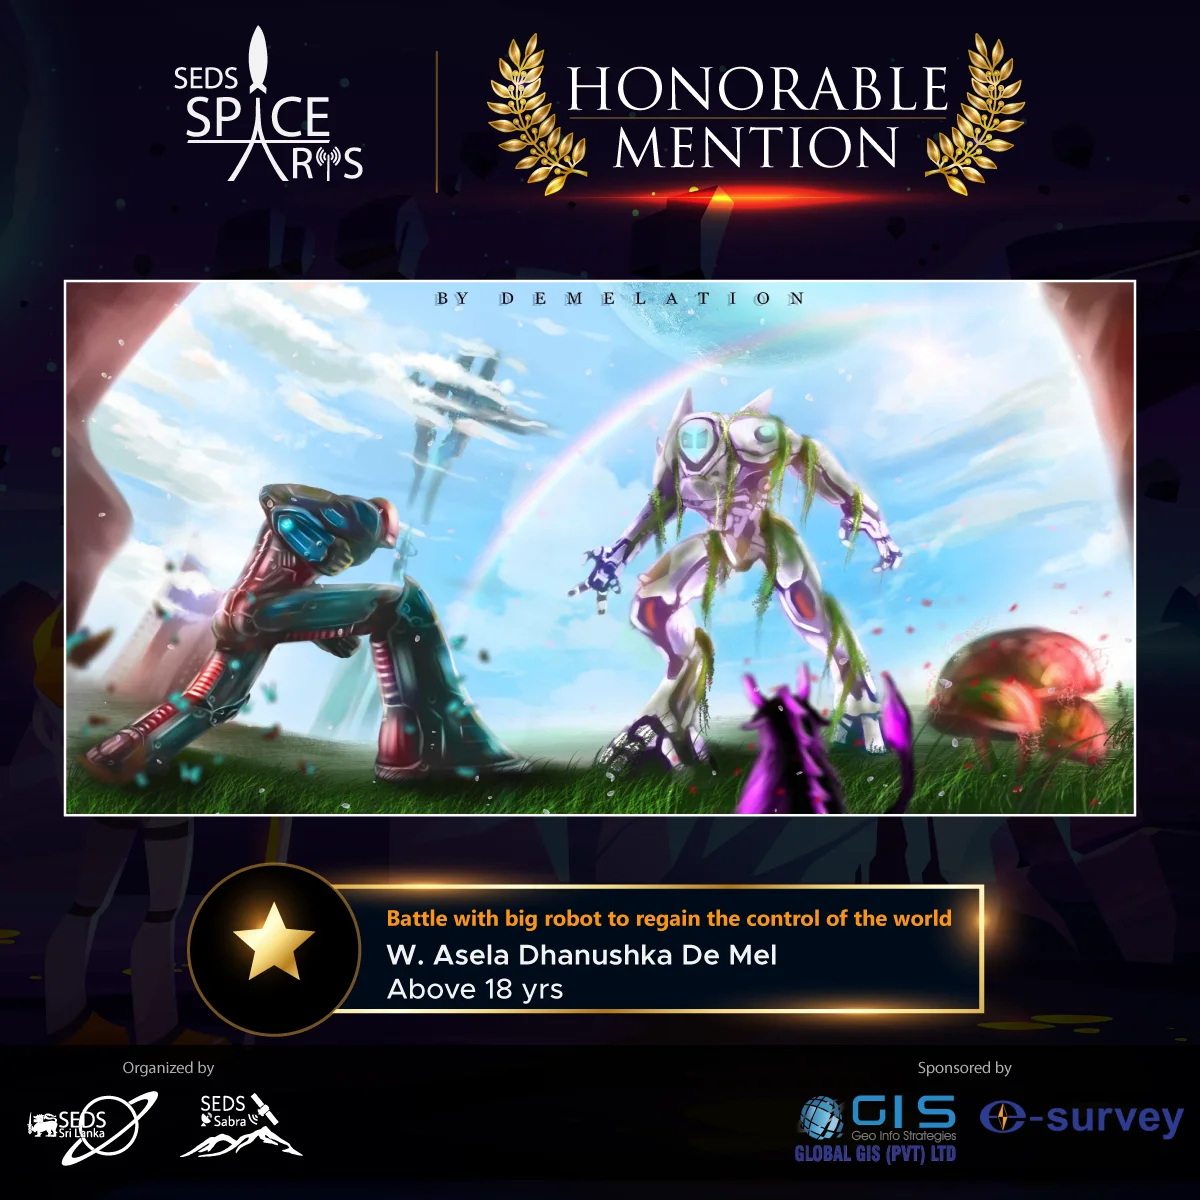 SEDS
SPACE
ARTS
HONORABLE
MENTION
BY DEMELATION
Battle with big robot to regain the control of the world
W. Asela Dhanushka De Mel
Above 18 yrs
Organized by
SEDS
Sri Lanka
SEDS
Sabra
Sponsored by
GIS
Geo Info Strategies
GLOBAL GIS (PVT) LTD
e-survey